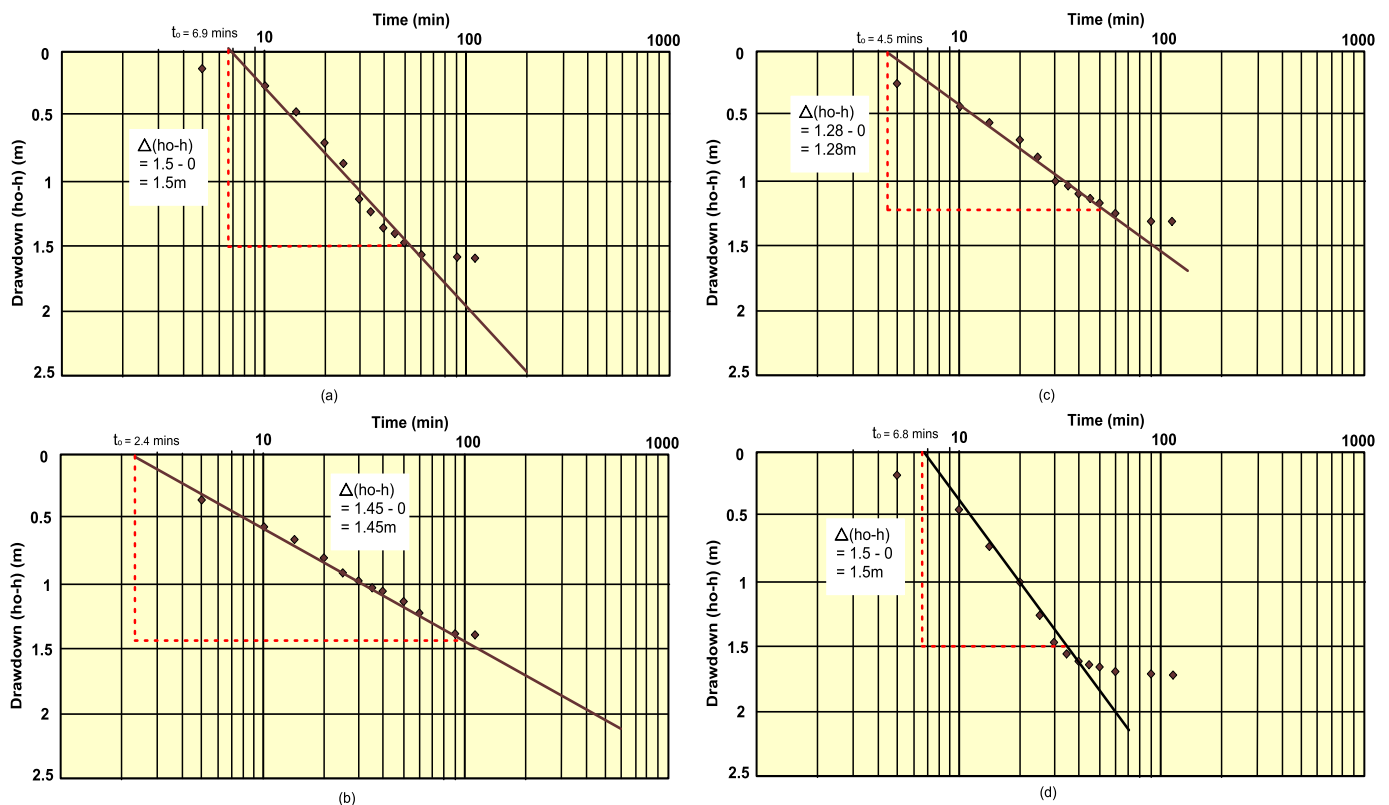 Time (min)
t₀ = 6.9 mins
10
100
1000
0
0.5
1
1.5
2
2.5
Drawdown (ho-h) (m)
Δ(ho-h)
= 1.5 - 0
= 1.5m
(a)
Time (min)
t₀ = 4.5 mins
10
100
1000
0
0.5
1
1.5
2
2.5
Drawdown (ho-h) (m)
Δ(ho-h)
= 1.28 - 0
= 1.28m
(c)
Time (min)
t₀ = 2.4 mins
10
100
1000
0
0.5
1
1.5
2
2.5
Drawdown (ho-h) (m)
Δ(ho-h)
= 1.45 - 0
= 1.45m
(b)
Time (min)
t₀ = 6.8 mins
10
100
1000
0
0.5
1
1.5
2
2.5
Drawdown (ho-h) (m)
Δ(ho-h)
= 1.5 - 0
= 1.5m
(d)